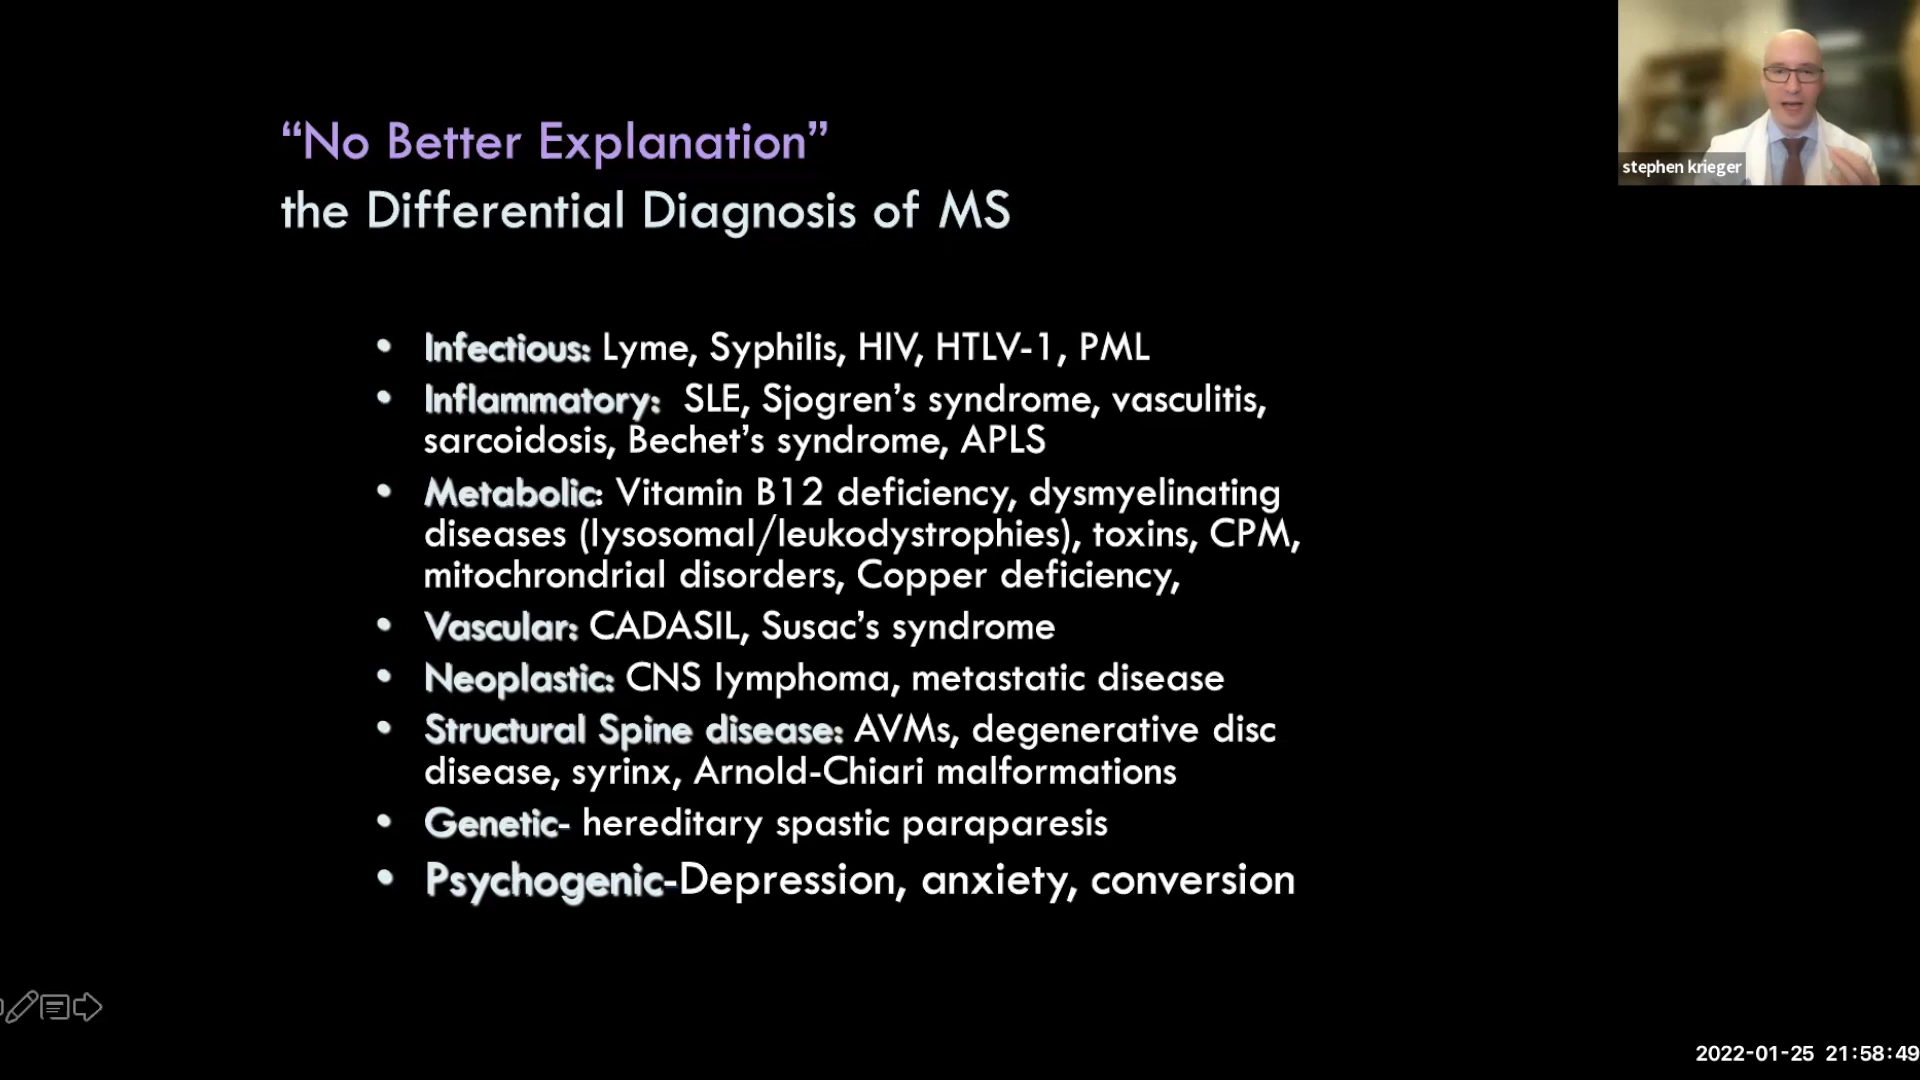 “No Better Explanation”
the Differential Diagnosis of MS
• Infectious: Lyme, Syphilis, HIV, HTLV-1, PML
• Inflammatory:  SLE, Sjogren’s syndrome, vasculitis,
sarcoidosis, Bechet’s syndrome, APLS
• Metabolic: Vitamin B12 deficiency, dysmyelinating
diseases (lysosomal/leukodystrophies), toxins, CPM,
mitochrondrial disorders, Copper deficiency,
• Vascular: CADASIL, Susac’s syndrome
• Neoplastic: CNS lymphoma, metastatic disease
• Structural Spine disease: AVMs, degenerative disc
disease, syrinx, Arnold-Chiari malformations
• Genetic- hereditary spastic paraparesis
• Psychogenic-Depression, anxiety, conversion
stephen krieger
2022-01-25 21:58:49